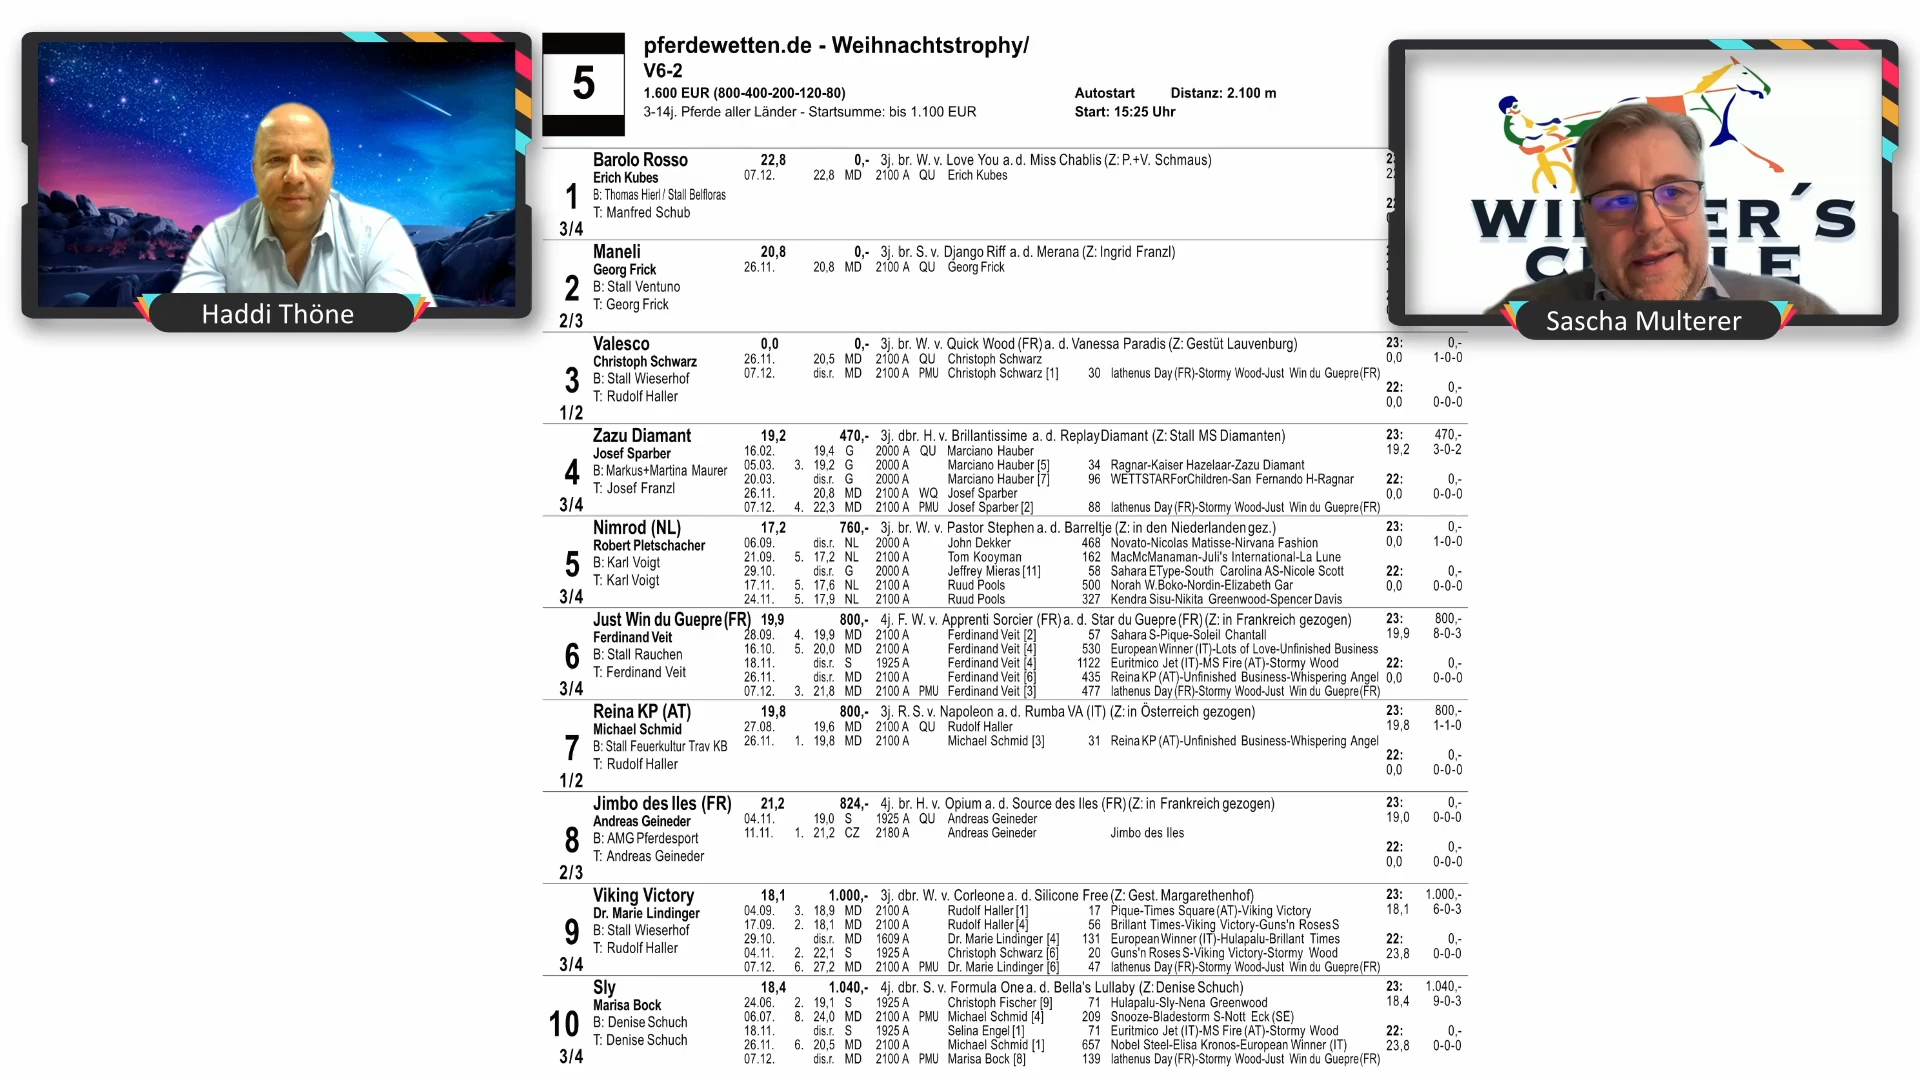 5
pferdewetten.de - Weihnachtstrophy/
V6-2
1.600 EUR (800-400-200-120-80) Autostart Distanz: 2.100 m
3-14j. Pferde aller Länder - Startsumme: bis 1.100 EUR Start: 15:25 Uhr
Haddi Thöne
WINNER´S
Sascha Multerer
Barolo Rosso 22,8 0,- 3j. br. W. v. Love You a. d. Miss Chablis (Z: P.+V. Schmaus)
Erich Kubes 07.12. 22,8 MD 2100 A QU Erich Kubes
1 B: Thomas Hierl / Stall Belfloras
T: Manfred Schub
3/4
Maneli 20,8 0,- 3j. br. S. v. Django Riff a. d. Merana (Z: Ingrid Franzl)
Georg Frick 26.11. 20,8 MD 2100 A QU Georg Frick
2 B: Stall Ventuno
T: Georg Frick
2/3
Valesco 0,0 0,- 3j. br. W. v. Quick Wood (FR) a. d. Vanessa Paradis (Z: Gestüt Lauvenburg) 23: 0,-
Christoph Schwarz 26.11. 20,5 MD 2100 A QU Christoph Schwarz 0,0 1-0-0
3 B: Stall Wieserhof 07.12. dis.r. MD 2100 A PMU Christoph Schwarz [1] 30 Iathenus Day (FR)-Stormy Wood-Just Win du Guepre (FR)
T: Rudolf Haller 22: 0,-
1/2 0,0 0-0-0
Zazu Diamant 19,2 470,- 3j. dbr. H. v. Brillantissime a. d. Replay Diamant (Z: Stall MS Diamanten) 23: 470,-
Josef Sparber 16.02. 19,4 G 2000 A QU Marciano Hauber 19,2 3-0-2
4 B: Markus+Martina Maurer 05.03. 3. 19,2 G 2000 A Marciano Hauber [5] 34 Ragnar-Kaiser Hazelaar-Zazu Diamant
T: Josef Franzl 20.03. dis.r. G 2000 A Marciano Hauber [7] 96 WETTSTARForChildren-San Fernando H-Ragnar 22: 0,-
26.11. 20,8 MD 2100 A WQ Josef Sparber 0,0 0-0-0
3/4 07.12. 4. 22,3 MD 2100 A PMU Josef Sparber [2] 88 Iathenus Day (FR)-Stormy Wood-Just Win du Guepre (FR)
Nimrod (NL) 17,2 760,- 3j. br. W. v. Pastor Stephen a. d. Barreltje (Z: in den Niederlanden gez.) 23: 0,-
Robert Pletschacher 06.09. dis.r. NL 2000 A John Dekker 468 Novato-Nicolas Matisse-Nirvana Fashion 0,0 1-0-0
5 B: Karl Voigt 21.09. 5. 17,2 NL 2100 A Tom Kooyman 162 MacMcManaman-Juli's International-La Lune
T: Karl Voigt 29.10. dis.r. G 2000 A Jeffrey Mieras [11] 58 Sahara EType-South Carolina AS-Nicole Scott 22: 0,-
17.11. 5. 17,6 NL 2100 A Ruud Pools 500 Norah W.Boko-Nordin-Elizabeth Gar 0,0 0-0-0
3/4 24.11. 5. 17,9 NL 2100 A Ruud Pools 327 Kendra Sisu-Nikita Greenwood-Spencer Davis
Just Win du Guepre (FR) 19,9 800,- 4j. F. W. v. Apprenti Sorcier (FR) a. d. Star du Guepre (FR) (Z: in Frankreich gezogen) 23: 800,-
Ferdinand Veit 28.09. 4. 19,9 MD 2100 A Ferdinand Veit [2] 57 Sahara S-Pique-Soleil Chantall 19,9 8-0-3
6 B: Stall Rauchen 16.10. 5. 20,0 MD 2100 A Ferdinand Veit [4] 530 European Winner (IT)-Lots of Love-Unfinished Business
T: Ferdinand Veit 18.11. dis.r. S 1925 A Ferdinand Veit [4] 1122 Euritmico Jet (IT)-MS Fire (AT)-Stormy Wood 22: 0,-
26.11. dis.r. MD 2100 A Ferdinand Veit [6] 435 Reina KP (AT)-Unfinished Business-Whispering Angel 0,0 0-0-0
3/4 07.12. 3. 21,8 MD 2100 A PMU Ferdinand Veit [3] 477 Iathenus Day (FR)-Stormy Wood-Just Win du Guepre (FR)
Reina KP (AT) 19,8 800,- 3j. R. S. v. Napoleon a. d. Rumba VA (IT) (Z: in Österreich gezogen) 23: 800,-
Michael Schmid 27.08. 19,6 MD 2100 A QU Rudolf Haller 19,8 1-1-0
7 B: Stall Feuerkultur Trav KB 26.11. 1. 19,8 MD 2100 A Michael Schmid [3] 31 Reina KP (AT)-Unfinished Business-Whispering Angel
T: Rudolf Haller 22: 0,-
1/2 0,0 0-0-0
Jimbo des Iles (FR) 21,2 824,- 4j. br. H. v. Opium a. d. Source des Iles (FR) (Z: in Frankreich gezogen) 23: 0,-
Andreas Geineder 04.11. 19,0 S 1925 A QU Andreas Geineder 19,0 0-0-0
8 B: AMG Pferdesport 11.11. 1. 21,2 CZ 2180 A Andreas Geineder Jimbo des Iles
T: Andreas Geineder 22: 0,-
2/3 0,0 0-0-0
Viking Victory 18,1 1.000,- 3j. dbr. W. v. Corleone a. d. Silicone Free (Z: Gest. Margarethenhof) 23: 1.000,-
Dr. Marie Lindinger 04.09. 3. 18,9 MD 2100 A Rudolf Haller [1] 17 Pique-Times Square (AT)-Viking Victory 18,1 6-0-3
9 B: Stall Wieserhof 17.09. 2. 18,1 MD 2100 A Rudolf Haller [4] 56 Brillant Times-Viking Victory-Guns'n Roses S
T: Rudolf Haller 29.10. dis.r. MD 1609 A Dr. Marie Lindinger [4] 131 European Winner (IT)-Hulapalu-Brillant Times 22: 0,-
04.11. 2. 22,1 S 1925 A Christoph Schwarz [6] 20 Guns'n Roses S-Viking Victory-Stormy Wood 23,8 0-0-0
3/4 07.12. 6. 27,2 MD 2100 A PMU Dr. Marie Lindinger [6] 47 Iathenus Day (FR)-Stormy Wood-Just Win du Guepre (FR)
Sly 18,4 1.040,- 4j. dbr. S. v. Formula One a. d. Bella's Lullaby (Z: Denise Schuch) 23: 1.040,-
Marisa Bock 24.06. 2. 19,1 S 1925 A Christoph Fischer [9] 71 Hulapalu-Sly-Nena Greenwood 18,4 9-0-3
10 B: Denise Schuch 06.07. 8. 24,0 MD 2100 A PMU Michael Schmid [4] 209 Snooze-Bladestorm S-Nott Eck (SE)
T: Denise Schuch 18.11. dis.r. S 1925 A Selina Engel [1] 71 Euritmico Jet (IT)-MS Fire (AT)-Stormy Wood 22: 0,-
26.11. 6. 20,5 MD 2100 A Michael Schmid [1] 657 Nobel Steel-Elisa Kronos-European Winner (IT) 23,8 0-0-0
3/4 07.12. dis.r. MD 2100 A PMU Marisa Bock [8] 139 Iathenus Day (FR)-Stormy Wood-Just Win du Guepre (FR)